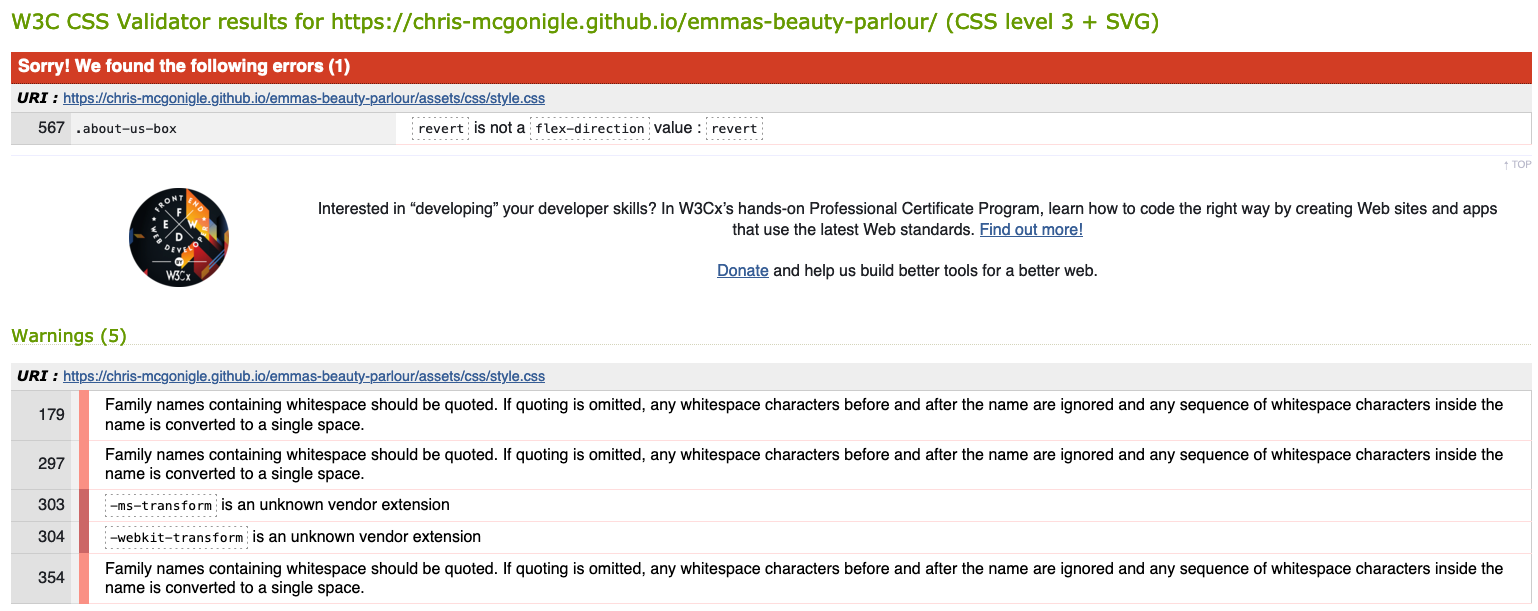 W3C CSS Validator results for https://chris-mcgonigle.github.io/emmas-beauty-parlour/ (CSS level 3 + SVG)
Sorry! We found the following errors (1)
URI : https://chris-mcgonigle.github.io/emmas-beauty-parlour/assets/css/style.css
567 .about-us-box revert is not a flex-direction value : revert
↑ TOP
FRONT END
F E W D
WEB DEVELOPER
BY
W3Cx
Interested in “developing” your developer skills? In W3Cx’s hands-on Professional Certificate Program, learn how to code the right way by creating Web sites and apps
that use the latest Web standards. Find out more!
Donate and help us build better tools for a better web.
Warnings (5)
URI : https://chris-mcgonigle.github.io/emmas-beauty-parlour/assets/css/style.css
179 Family names containing whitespace should be quoted. If quoting is omitted, any whitespace characters before and after the name are ignored and any sequence of whitespace characters inside the
name is converted to a single space.
297 Family names containing whitespace should be quoted. If quoting is omitted, any whitespace characters before and after the name are ignored and any sequence of whitespace characters inside the
name is converted to a single space.
303 -ms-transform is an unknown vendor extension
304 -webkit-transform is an unknown vendor extension
354 Family names containing whitespace should be quoted. If quoting is omitted, any whitespace characters before and after the name are ignored and any sequence of whitespace characters inside the
name is converted to a single space.